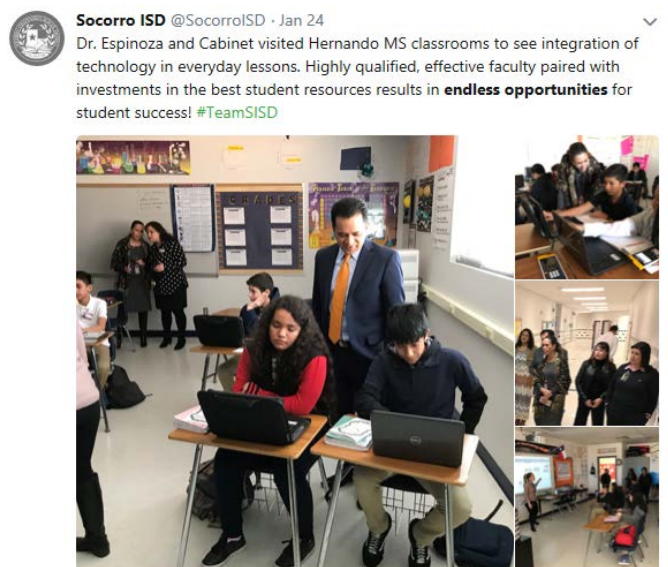 Socorro ISD @SocorroISD · Jan 24
Dr. Espinoza and Cabinet visited Hernando MS classrooms to see integration of
technology in everyday lessons. Highly qualified, effective faculty paired with
investments in the best student resources results in endless opportunities for
student success! #TeamSISD
GRADES